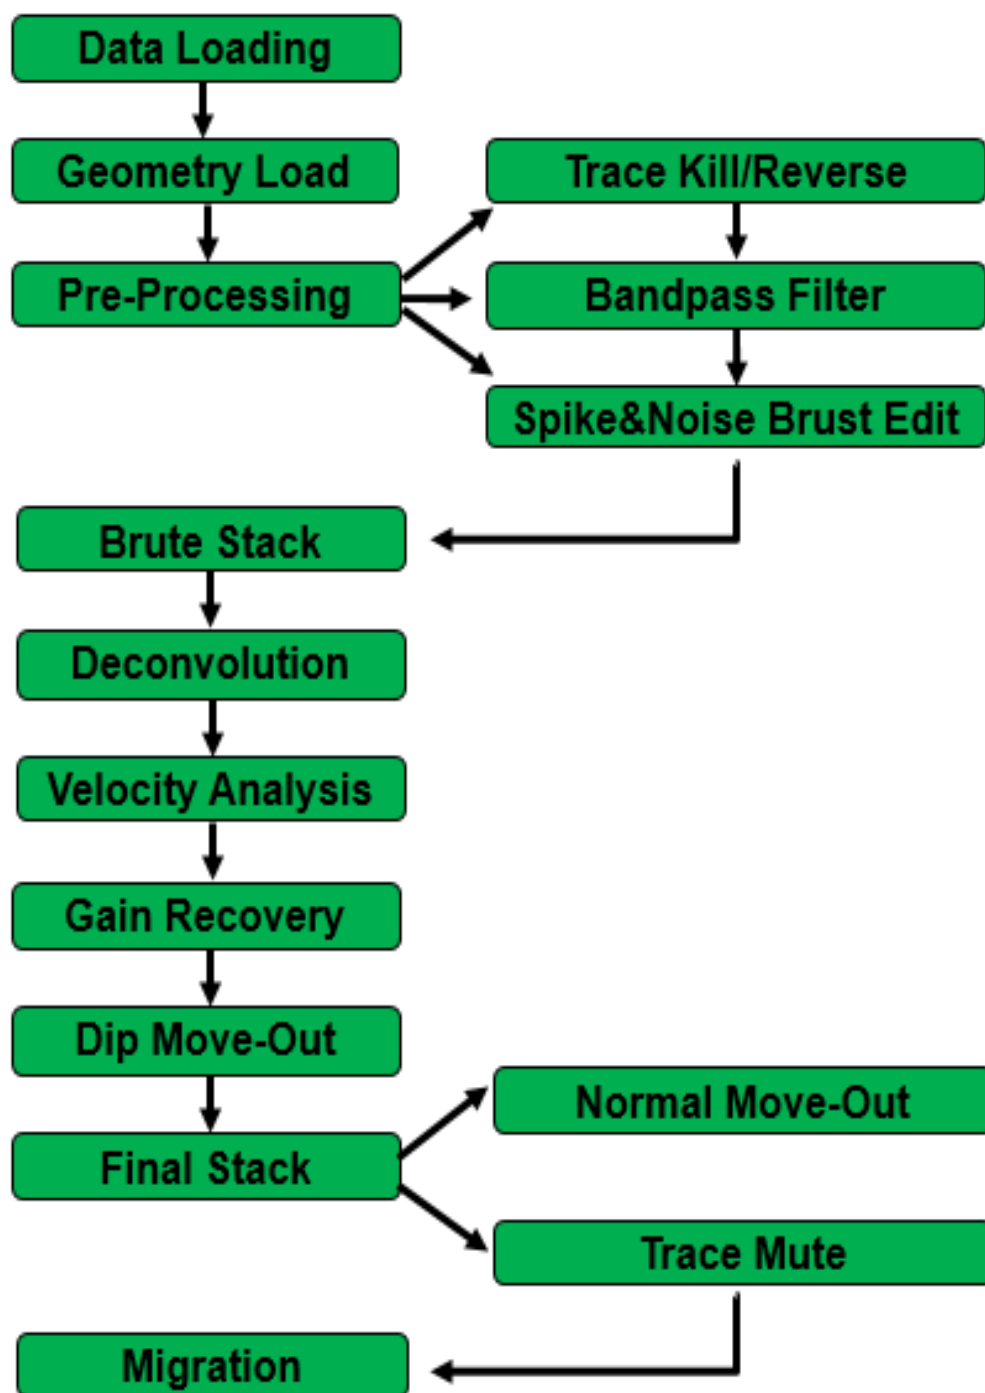 Data Loading
Geometry Load
Trace Kill/Reverse
Pre-Processing
Bandpass Filter
Spike&Noise Brust Edit
Brute Stack
Deconvolution
Velocity Analysis
Gain Recovery
Dip Move-Out
Normal Move-Out
Final Stack
Trace Mute
Migration